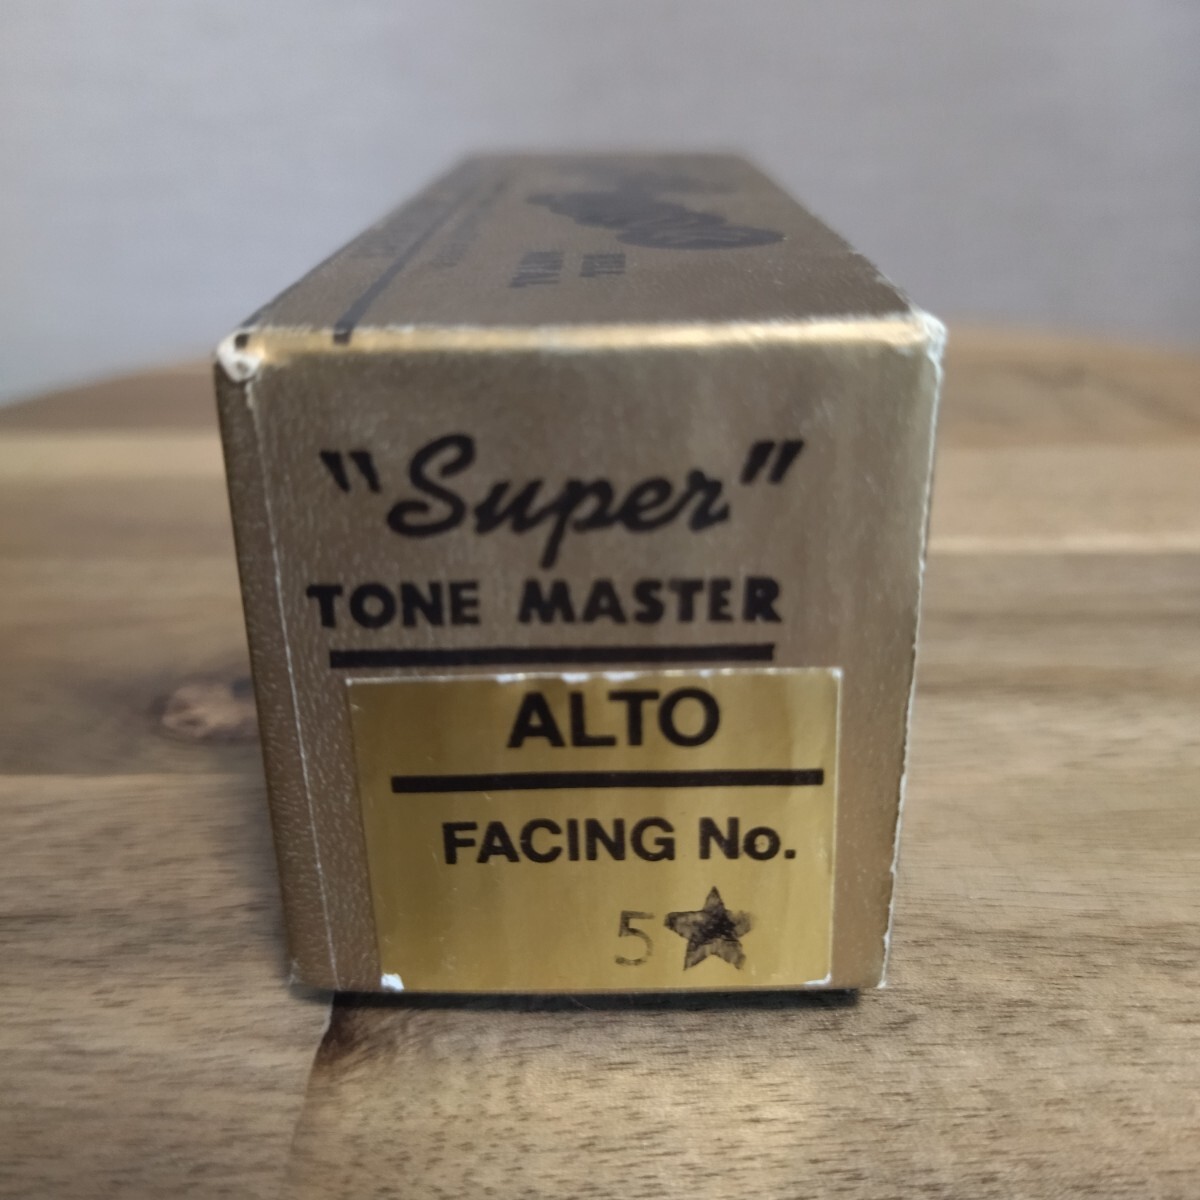 "Super"
TONE MASTER
ALTO
FACING No.
5★